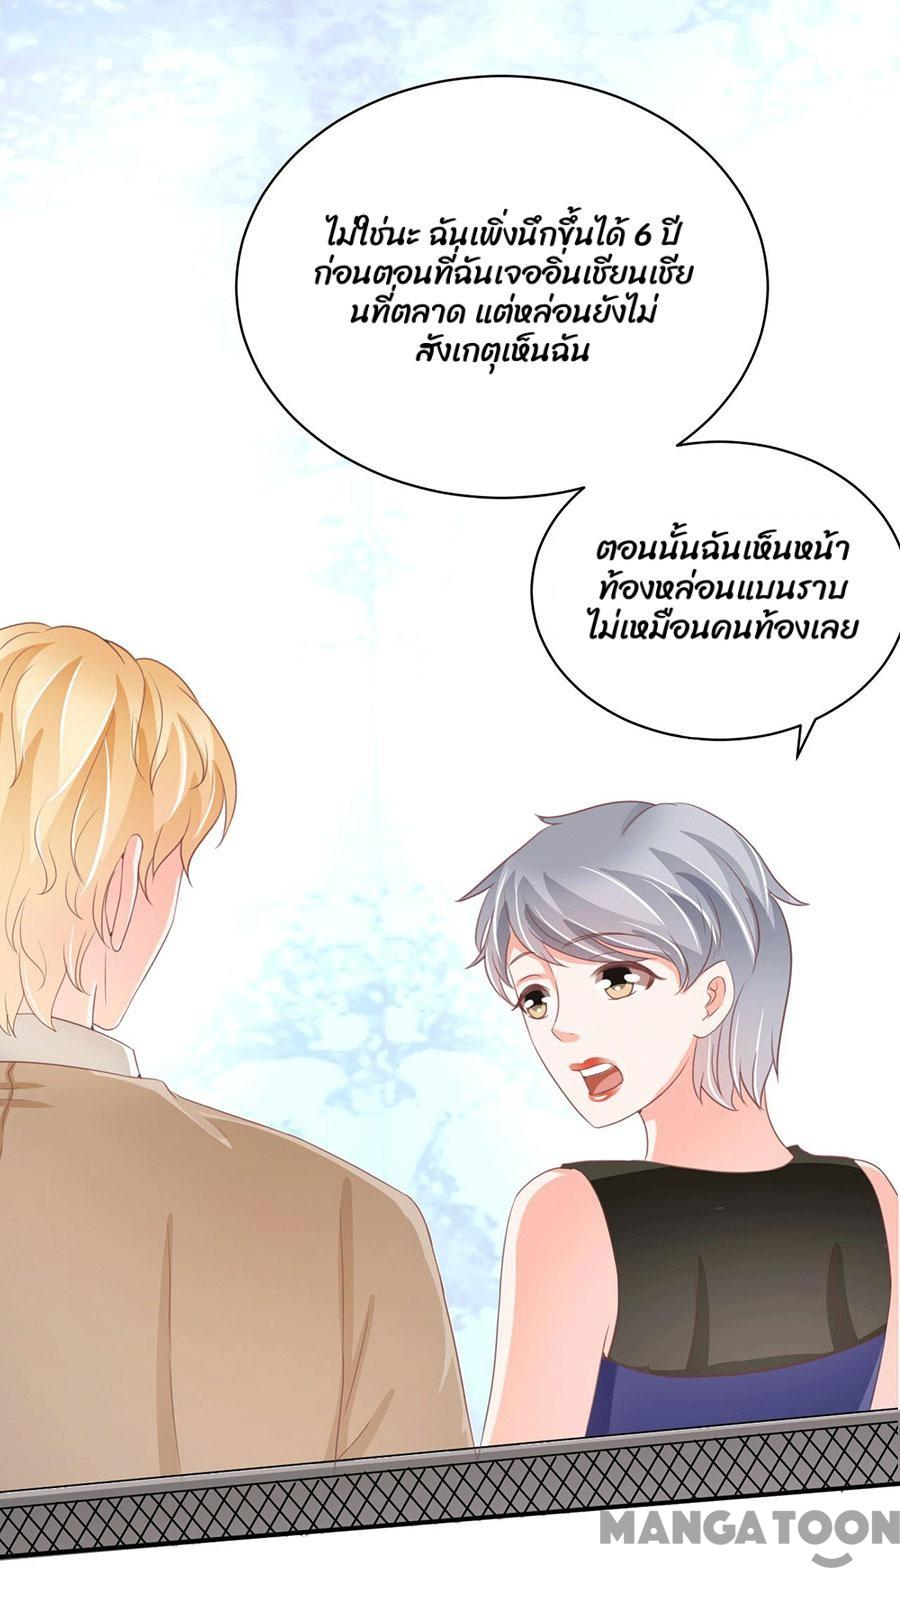 ไม่ใช่นะ ฉันเพิ่งนึกขึ้นได้ 6 ปี
ก่อนตอนที่ฉันเจออิ่นเชียนเชีย
นที่ตลาด แต่หล่อนยังไม่
สังเกตุเห็นฉัน
ตอนนั้นฉันเห็นหน้า
ท้องหล่อนแบนราบ
ไม่เหมือนคนท้องเลย
MANGATOON